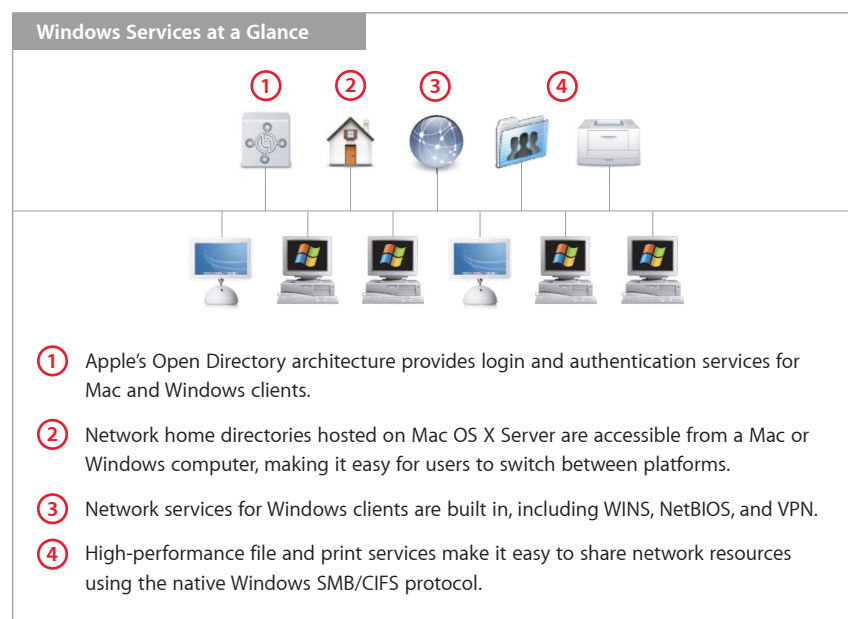 Windows Services at a Glance
1 2 3 4
1 Apple’s Open Directory architecture provides login and authentication services for
Mac and Windows clients.
2 Network home directories hosted on Mac OS X Server are accessible from a Mac or
Windows computer, making it easy for users to switch between platforms.
3 Network services for Windows clients are built in, including WINS, NetBIOS, and VPN.
4 High-performance file and print services make it easy to share network resources
using the native Windows SMB/CIFS protocol.